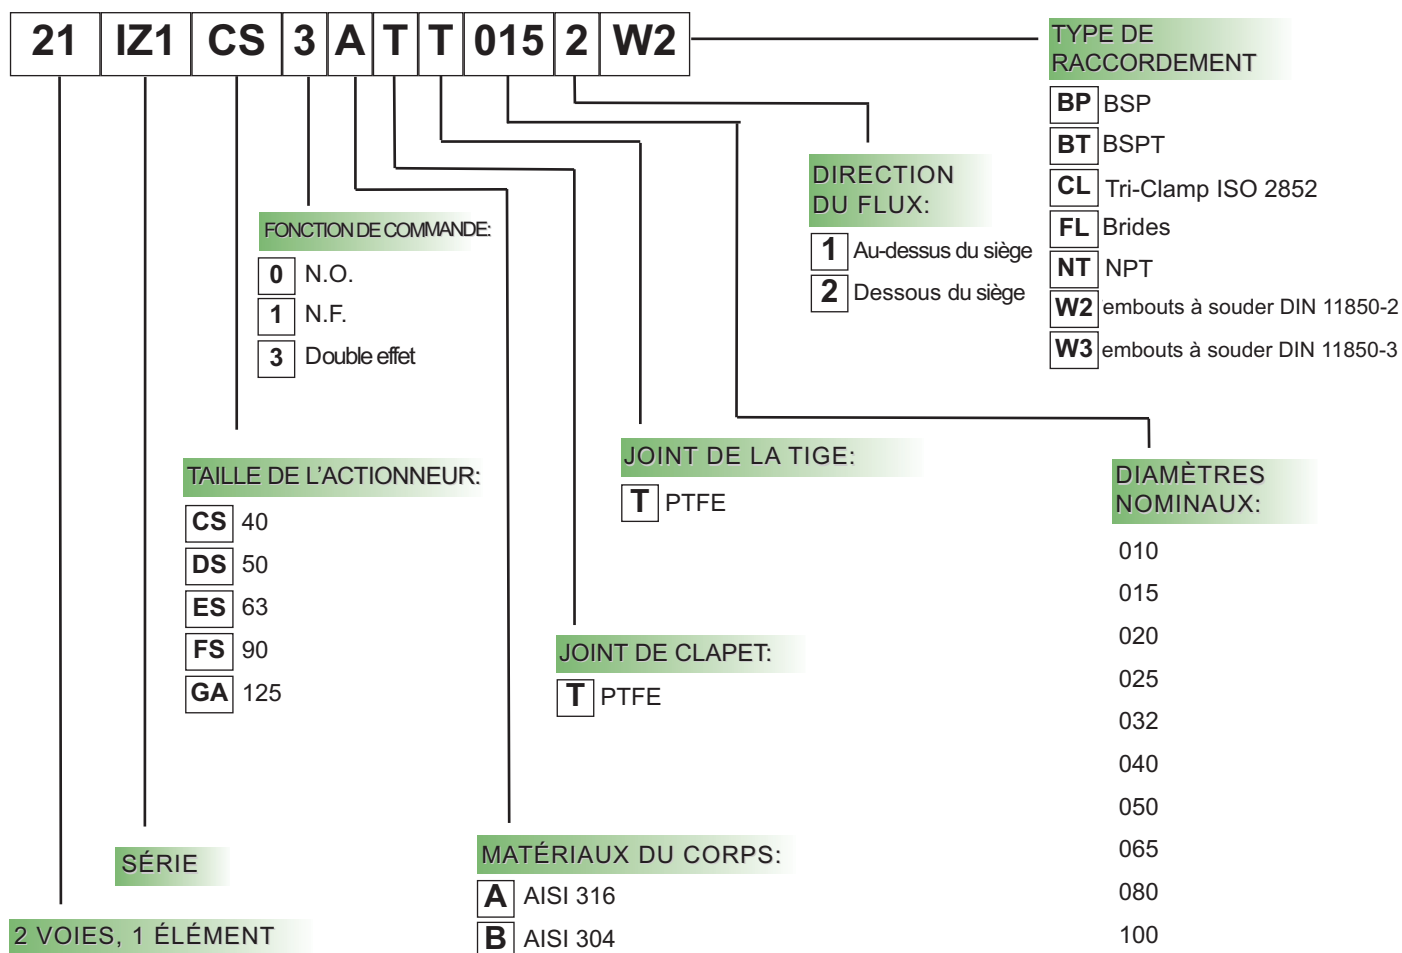 21 IZ1 CS 3 A T T 015 2 W2
TYPE DE
RACCORDEMENT
BP BSP
BT BSPT
CL Tri-Clamp ISO 2852
FL Brides
NT NPT
W2 embouts à souder DIN 11850-2
W3 embouts à souder DIN 11850-3
DIRECTION
DU FLUX:
1 Au-dessus du siège
2 Dessous du siège
FONCTION DE COMMANDE:
0 N.O.
1 N.F.
3 Double effet
TAILLE DE L'ACTIONNEUR:
CS 40
DS 50
ES 63
FS 90
GA 125
JOINT DE LA TIGE:
T PTFE
DIAMÈTRES
NOMINAUX:
010
015
020
025
032
040
050
065
080
100
JOINT DE CLAPET:
T PTFE
MATÉRIAUX DU CORPS:
A AISI 316
B AISI 304
SÉRIE
2 VOIES, 1 ÉLÉMENT